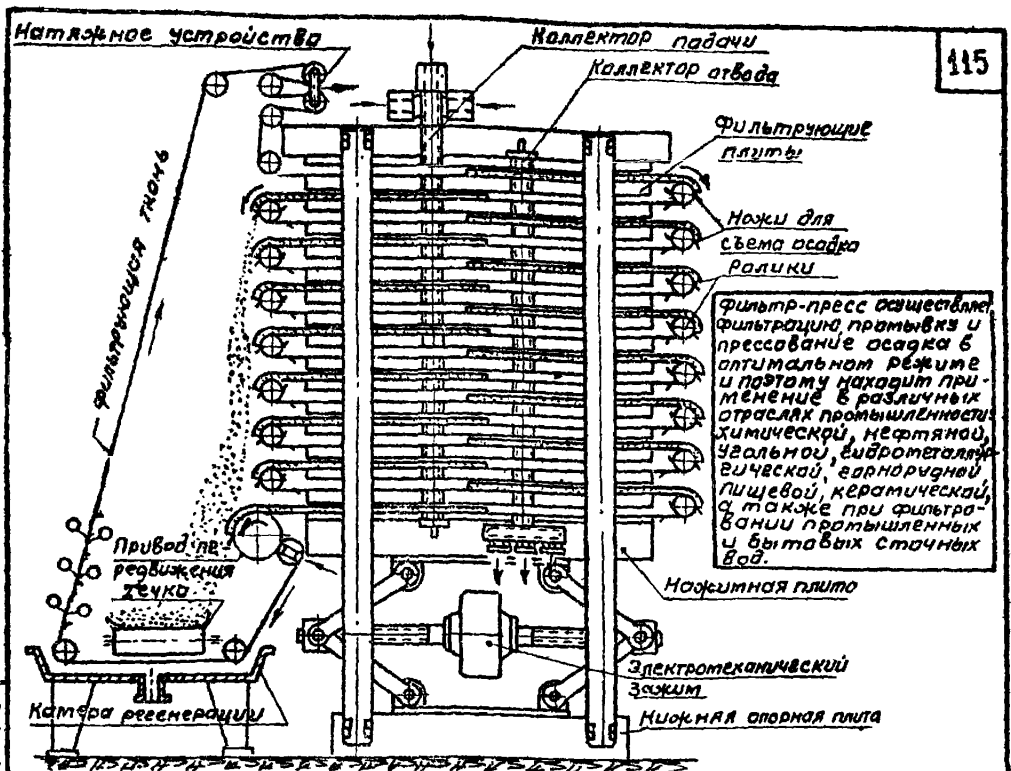 Натяжное устройства
Коллектор падачи
Коллектор отвода
115
Фильтрующие
плиты
Ножи для
съема осадка
Ролики
фильтрующая ткань
Фильтр-пресс осуществляет
фильтрацию, промывку и
прессование осадка в
оптимальном режиме
и поэтому находит при-
менение в различных
отраслях промышленности:
химической, нефтяной,
угольной, гидрометаллур-
гической, горнорудной
пищевой, керамической,
а также при фильтро-
вании промышленных
и бытовых сточных
вод.
Привод пе-
редвижения
Нажимная плита
Электромеханический
зажим
Камера регенерации
Нижняя опорная плита